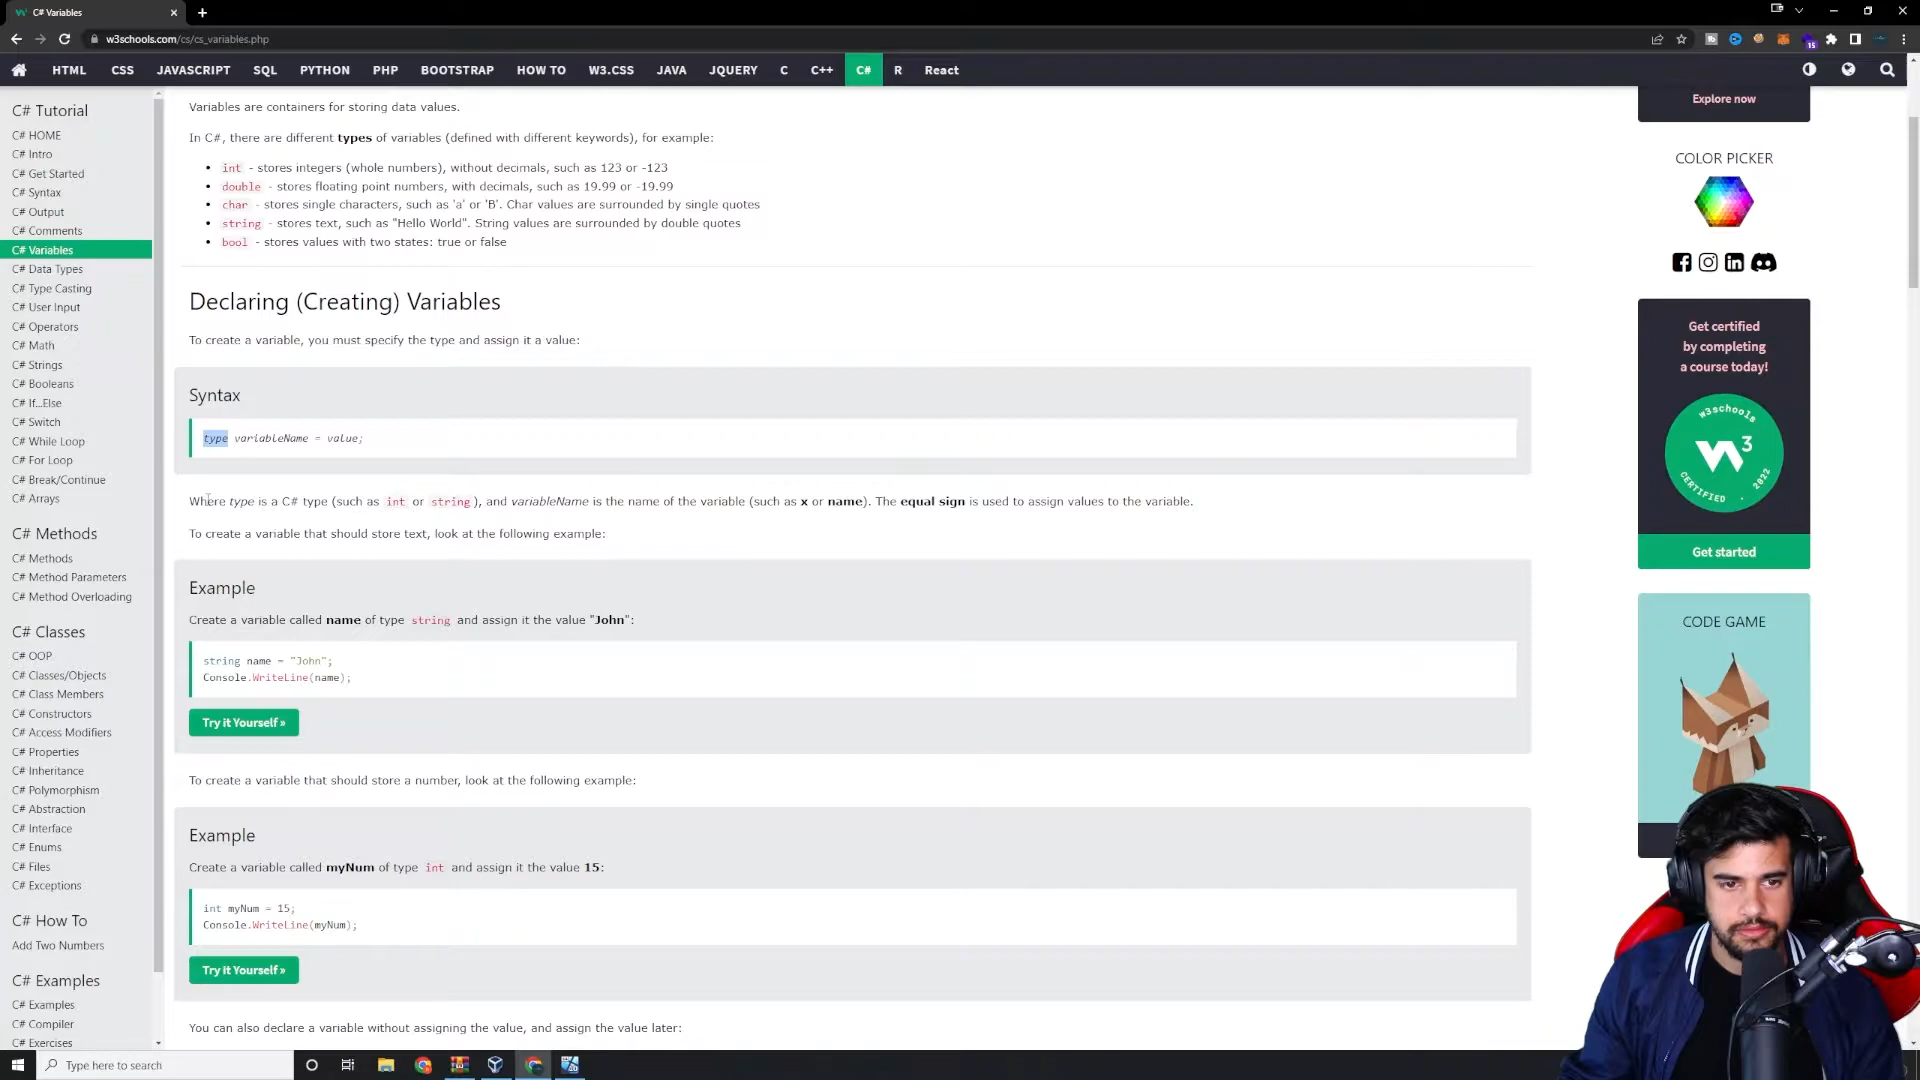 C# Variables
w3schools.com/cs/cs_variables.php
15
HTML CSS JAVASCRIPT SQL PYTHON PHP BOOTSTRAP HOW TO W3.CSS JAVA JQUERY C C++ C# R React
C# Tutorial
C# HOME
C# Intro
C# Get Started
C# Syntax
C# Output
C# Comments
C# Variables
C# Data Types
C# Type Casting
C# User Input
C# Operators
C# Math
C# Strings
C# Booleans
C# If...Else
C# Switch
C# While Loop
C# For Loop
C# Break/Continue
C# Arrays
C# Methods
C# Methods
C# Method Parameters
C# Method Overloading
C# Classes
C# OOP
C# Classes/Objects
C# Class Members
C# Constructors
C# Access Modifiers
C# Properties
C# Inheritance
C# Polymorphism
C# Abstraction
C# Interface
C# Enums
C# Files
C# Exceptions
C# How To
Add Two Numbers
C# Examples
C# Examples
C# Compiler
C# Exercises
Variables are containers for storing data values.
In C#, there are different types of variables (defined with different keywords), for example:
int - stores integers (whole numbers), without decimals, such as 123 or -123
double - stores floating point numbers, with decimals, such as 19.99 or -19.99
char - stores single characters, such as 'a' or 'B'. Char values are surrounded by single quotes
string - stores text, such as "Hello World". String values are surrounded by double quotes
bool - stores values with two states: true or false
Declaring (Creating) Variables
To create a variable, you must specify the type and assign it a value:
Syntax
type variableName = value;
Where type is a C# type (such as int or string), and variableName is the name of the variable (such as x or name). The equal sign is used to assign values to the variable.
To create a variable that should store text, look at the following example:
Example
Create a variable called name of type string and assign it the value "John":
string name = "John";
Console.WriteLine(name);
Try it Yourself »
To create a variable that should store a number, look at the following example:
Example
Create a variable called myNum of type int and assign it the value 15:
int myNum = 15;
Console.WriteLine(myNum);
Try it Yourself »
You can also declare a variable without assigning the value, and assign the value later:
Explore now
COLOR PICKER
Get certified
by completing
a course today!
w3schools
W3
CERTIFIED . 2022
Get started
CODE GAME
Type here to search